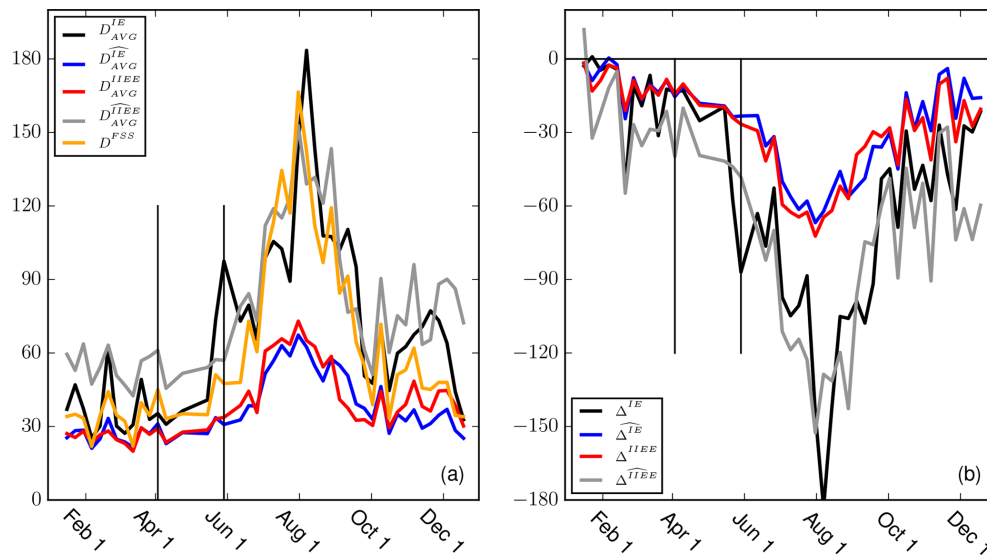 180
150
120
90
60
30
0
D^{IE}_{AVG}
D^{\widehat{IE}}_{AVG}
D^{IIEE}_{AVG}
D^{\widehat{IIEE}}_{AVG}
D^{FSS}
(a)
Feb 1
Apr 1
Jun 1
Aug 1
Oct 1
Dec 1
0
−30
−60
−90
−120
−150
−180
Δ^{IE}
Δ^{\widehat{IE}}
Δ^{IIEE}
Δ^{\widehat{IIEE}}
(b)
Feb 1
Apr 1
Jun 1
Aug 1
Oct 1
Dec 1